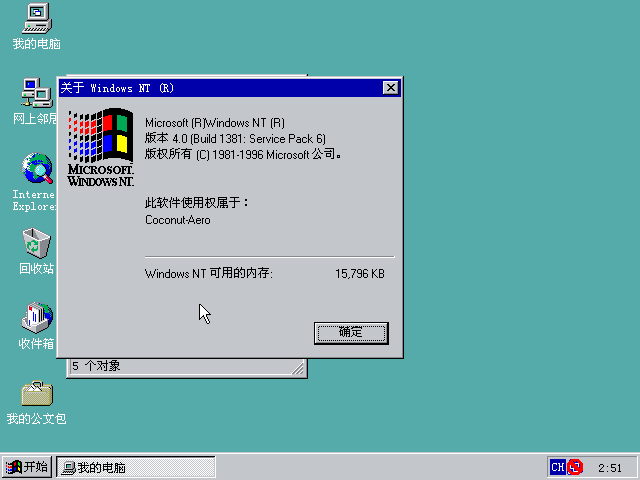 我的电脑
网上邻居
Interne
Explore
回收站
收件箱
我的公文包
关于 Windows NT (R)
MICROSOFT.
WINDOWS NT.
Microsoft (R)Windows NT (R)
版本 4.0 (Build 1381: Service Pack 6)
版权所有 (C) 1981-1996 Microsoft 公司。
此软件使用权属于：
Coconut-Aero
Windows NT 可用的内存: 15,796 KB
确定
5 个对象
开始
我的电脑
CH
2:51